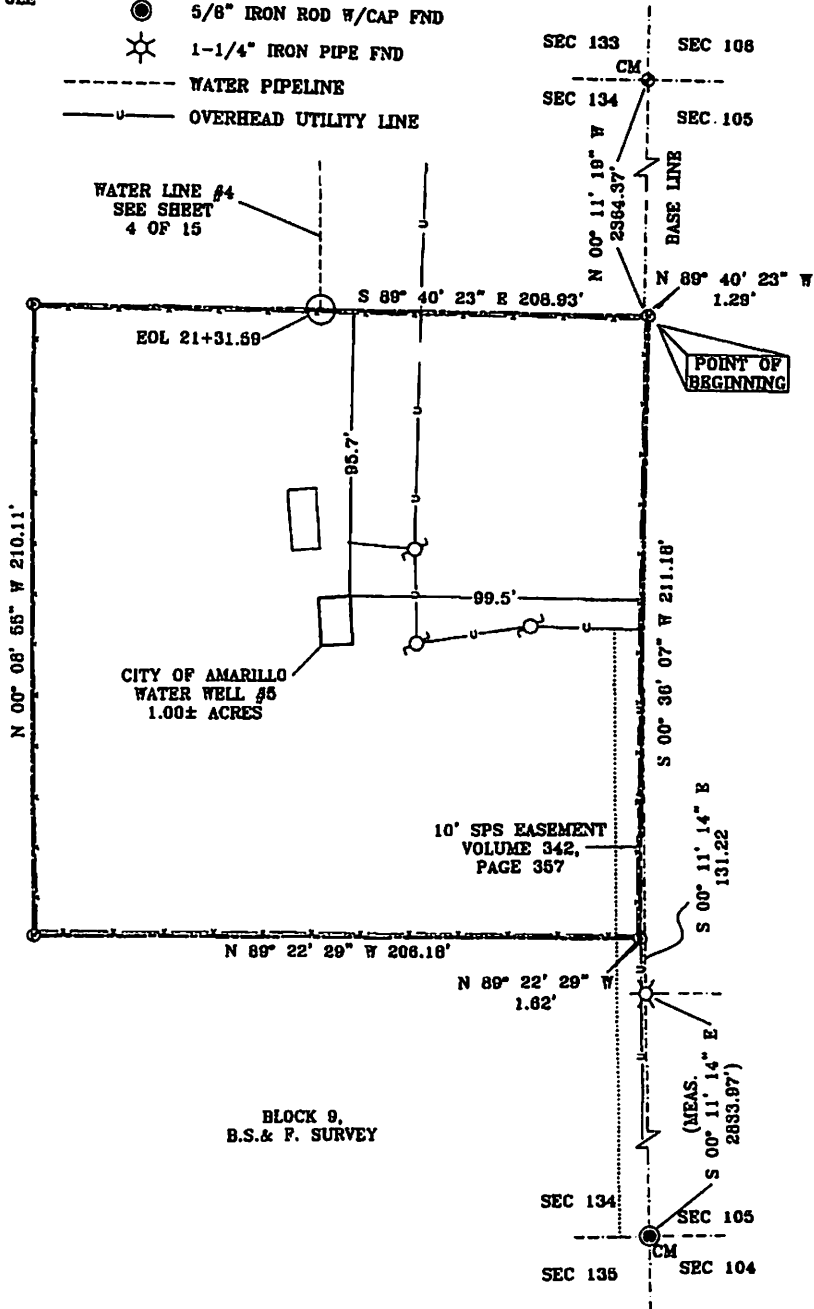 5/8" IRON ROD W/CAP FND
1-1/4" IRON PIPE FND
WATER PIPELINE
U OVERHEAD UTILITY LINE
SEC 133 SEC 106
CM
SEC 134
SEC. 105
WATER LINE #4
SEE SHEET
4 OF 15
N 00° 11' 19" W
2364.37'
BASE LINE
S 89° 40' 23" E 208.93'
N 89° 40' 23" W
1.29'
EOL 21+31.59
POINT OF
BEGINNING
95.7'
N 00° 08' 55" W 210.11'
99.5'
S 00° 36' 07" W 211.18'
CITY OF AMARILLO
WATER WELL #5
1.00± ACRES
10' SPS EASEMENT
VOLUME 342,
PAGE 357
S 00° 11' 14" E
131.22
N 89° 22' 29" W 206.18'
N 89° 22' 29" W
1.62'
(MEAS.
S 00° 11' 14" E
2833.97')
BLOCK 9,
B.S.& F. SURVEY
SEC 134
SEC 105
CM
SEC 135
SEC 104